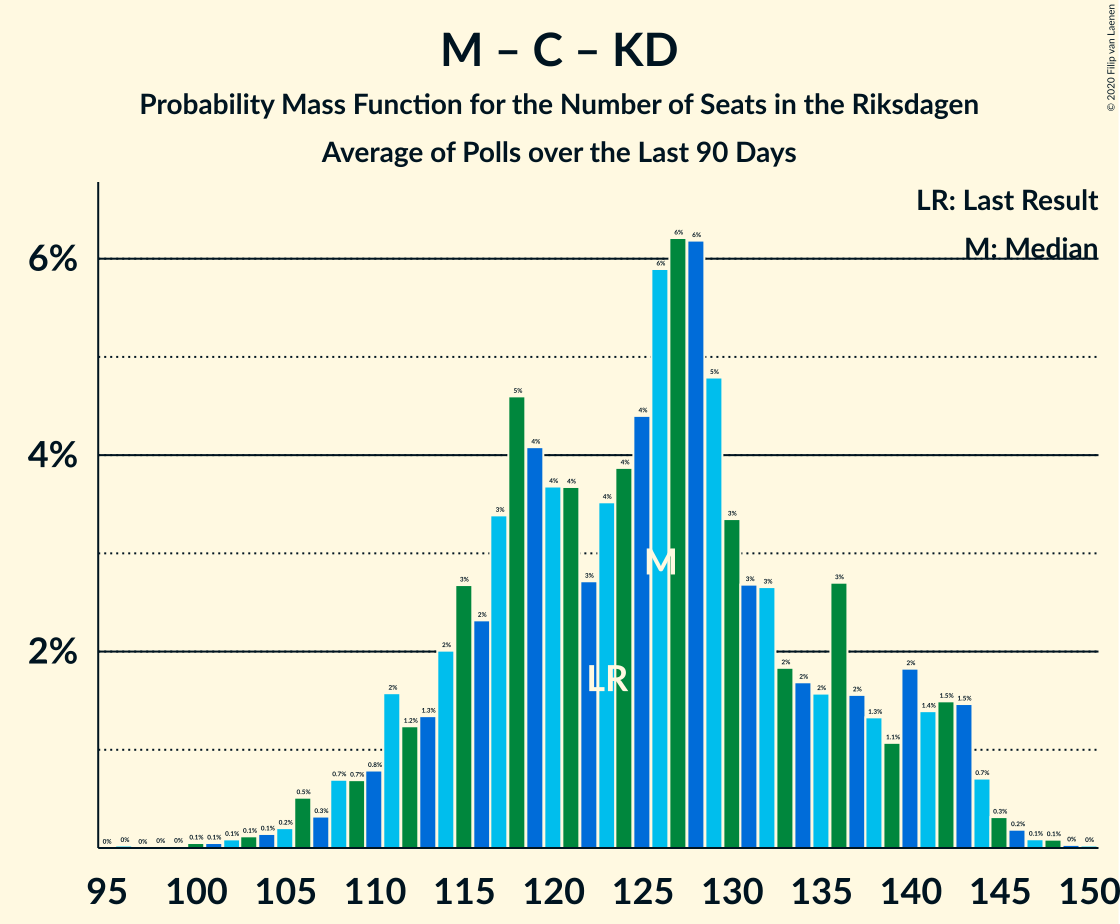 M – C – KD
Probability Mass Function for the Number of Seats in the Riksdagen
Average of Polls over the Last 90 Days
© 2020 Filip van Laenen
LR: Last Result
M: Median
6%
4%
2%
0% 0% 0% 0% 0% 0.1% 0.1% 0.1% 0.1% 0.1% 0.2% 0.5% 0.3% 0.7% 0.7% 0.8% 2% 1.2% 1.3% 2% 3% 2% 3% 5% 4% 4% 4% 3% 4% 4% 4% 6% 6% 6% 5% 3% 3% 3% 2% 2% 2% 3% 2% 1.3% 1.1% 2% 1.4% 1.5% 1.5% 0.7% 0.3% 0.2% 0.1% 0.1% 0% 0%
M
LR
95 100 105 110 115 120 125 130 135 140 145 150